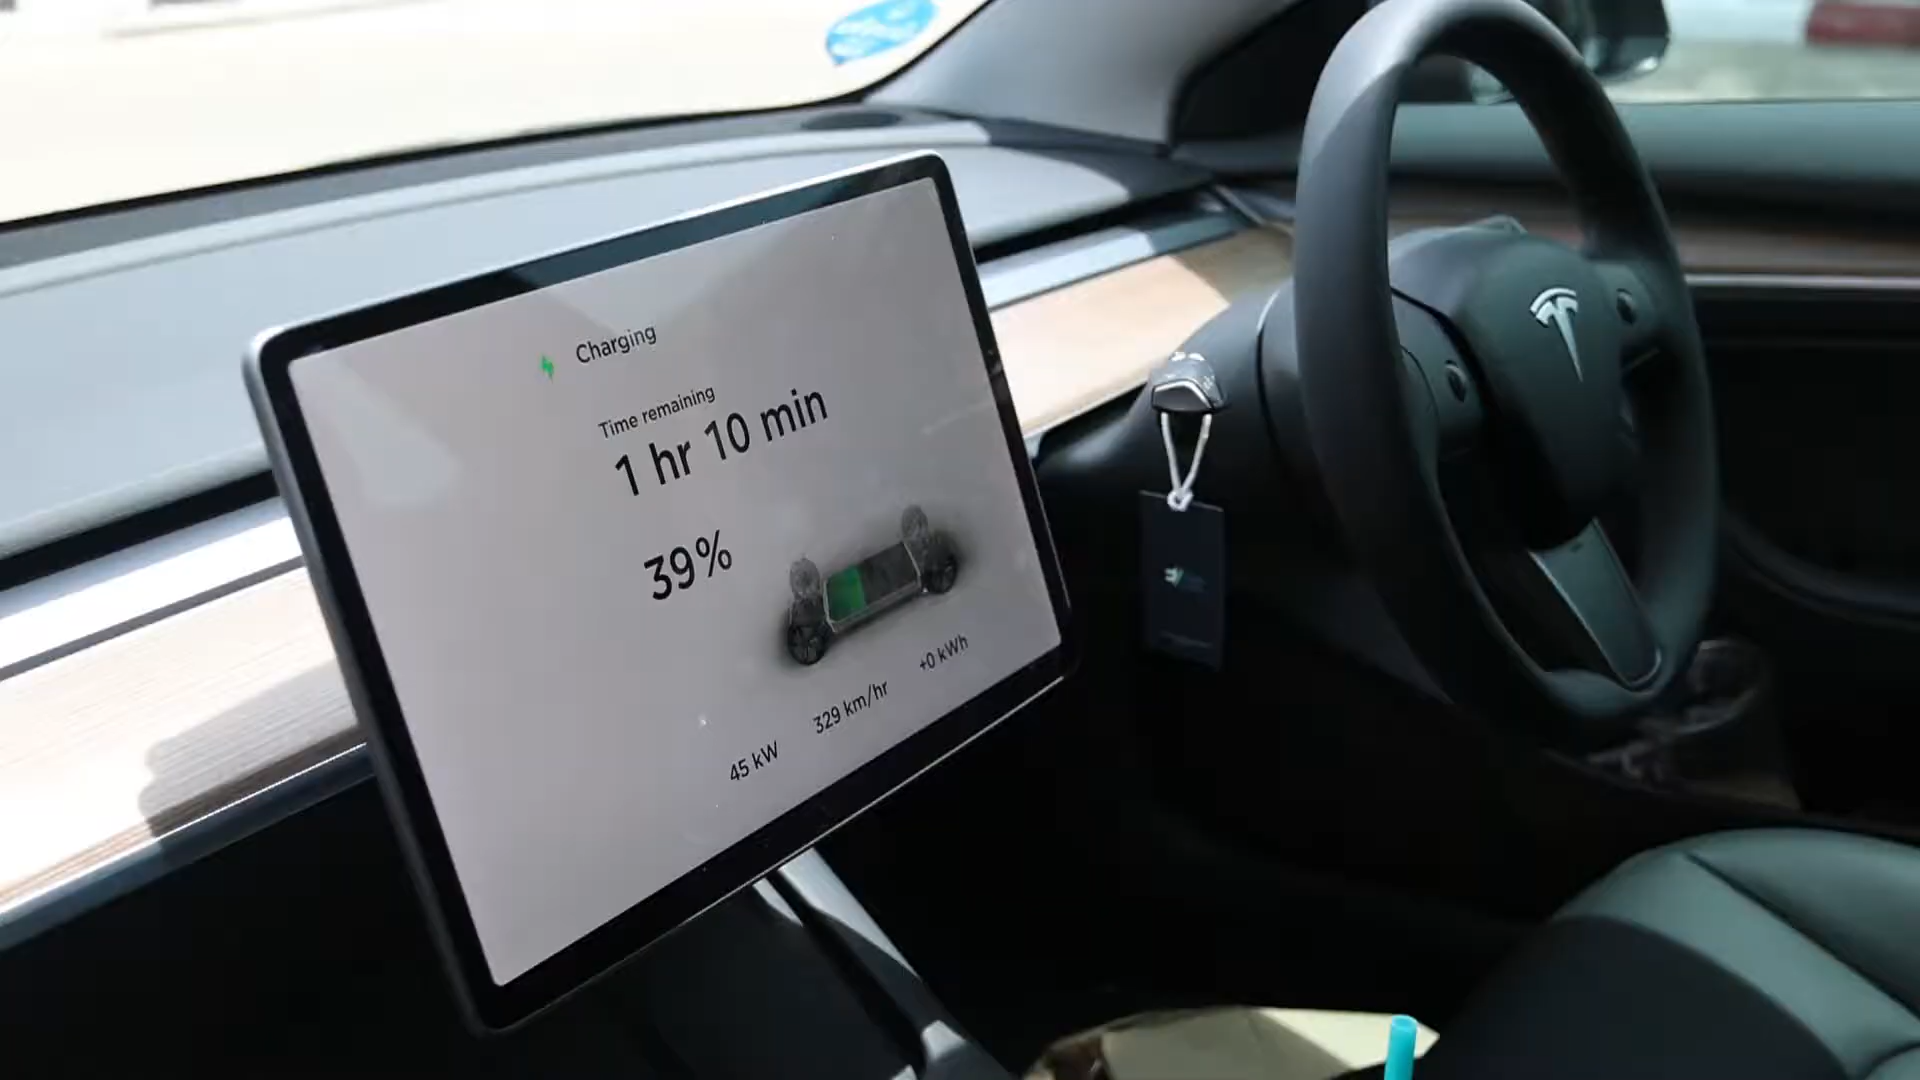 Charging
Time remaining
1 hr 10 min
39%
45 kW
329 km/hr
+0 kWh